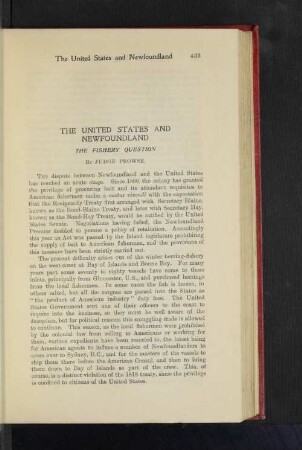 The United States and Newfoundland 403
THE UNITED STATES AND
NEWFOUNDLAND
THE FISHERY QUESTION
By JUDGE PROWSE
THE dispute between Newfoundland and the United States
has reached an acute stage. Since 1890, the colony has granted
the privilege of procuring bait and its attendant requisites to
American fishermen under a modus vivendi with the expectation
that the Reciprocity Treaty first arranged with Secretary Blaine,
known as the Bond-Blaine Treaty, and later with Secretary Hay,
known as the Bond-Hay Treaty, would be ratified by the United
States Senate. Negotiations having failed, the Newfoundland
Premier decided to pursue a policy of retaliation. Accordingly
this year an Act was passed by the Island legislature prohibiting
the supply of bait to American fishermen, and the provisions of
this measure have been strictly carried out.
The present difficulty arises out of the winter herring-fishery
on the west-coast at Bay of Islands and Bonne Bay. For many
years past some seventy to eighty vessels have come to these
inlets, principally from Gloucester, U.S., and purchased herrings
from the local fishermen. In some cases the fish is frozen, in
others salted, but all the cargoes are passed into the States as
"the product of American industry" duty free. The United
States Government sent one of their officers to the coast to
inquire into the business, so they must be well aware of the
deception, but for political reasons this smuggling trade is allowed
to continue. This season, as the local fishermen were prohibited
by the colonial law from selling to Americans or working for
them, various expedients have been resorted to, the latest being
for American agents to induce a number of Newfoundlanders to
cross over to Sydney, B.C., and for the masters of the vessels to
ship them there before the American Consul, and then to bring
them down to Bay of Islands as part of the crew. This, of
course, is a distinct violation of the 1818 treaty, since the privilege
is confined to citizens of the United States.